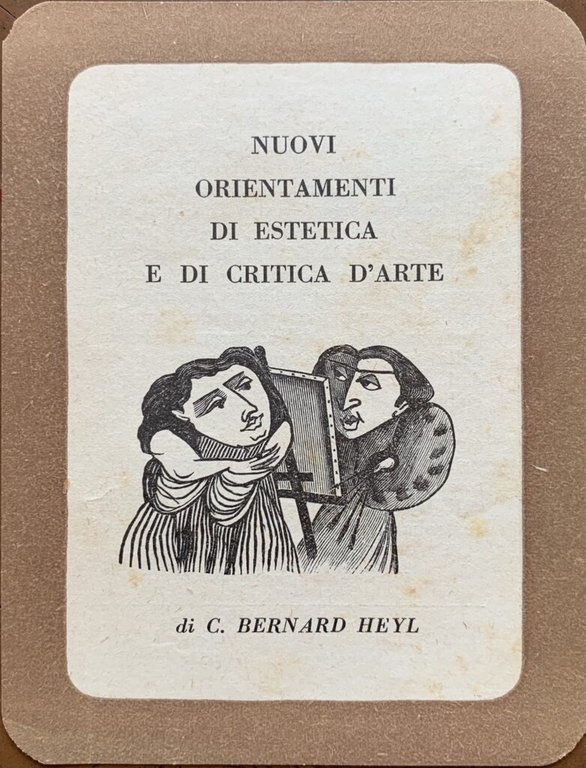 NUOVI
ORIENTAMENTI
DI ESTETICA
E DI CRITICA D'ARTE
di C. BERNARD HEYL